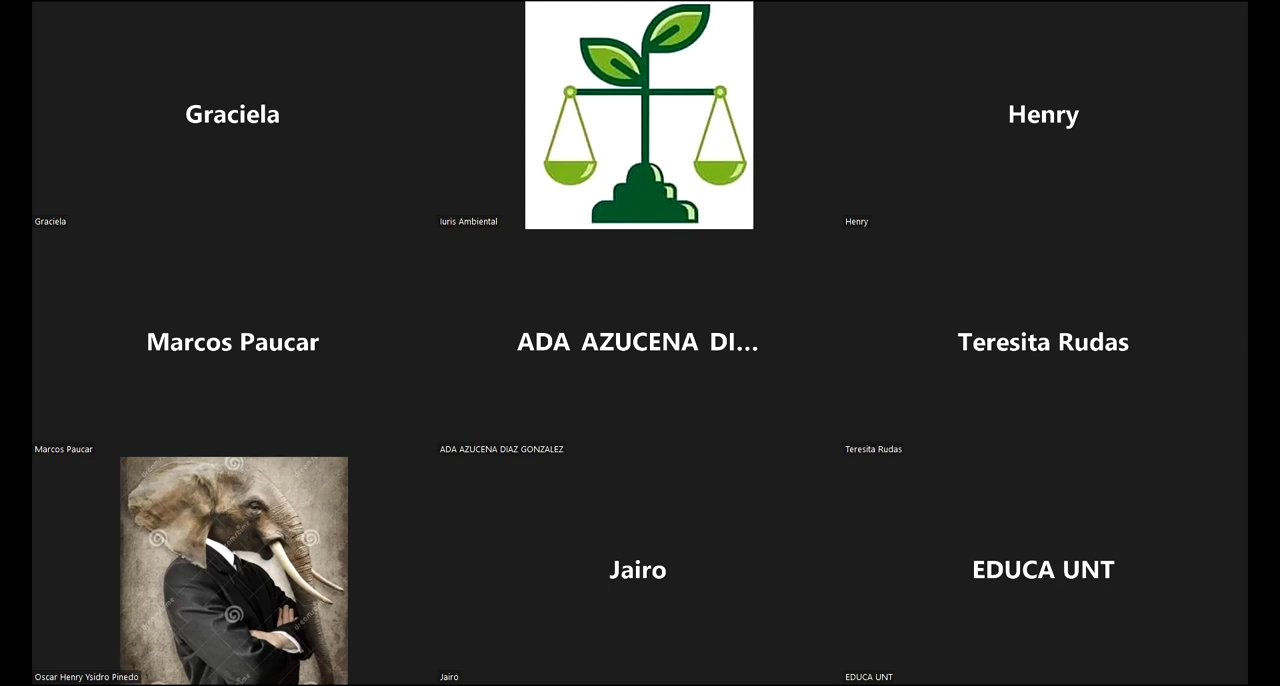 Graciela
Graciela
Iuris Ambiental
Henry
Henry
Marcos Paucar
Marcos Paucar
ADA AZUCENA DI...
ADA AZUCENA DIAZ GONZALEZ
Teresita Rudas
Teresita Rudas
Oscar Henry Ysidro Pinedo
Jairo
Jairo
EDUCA UNT
EDUCA UNT